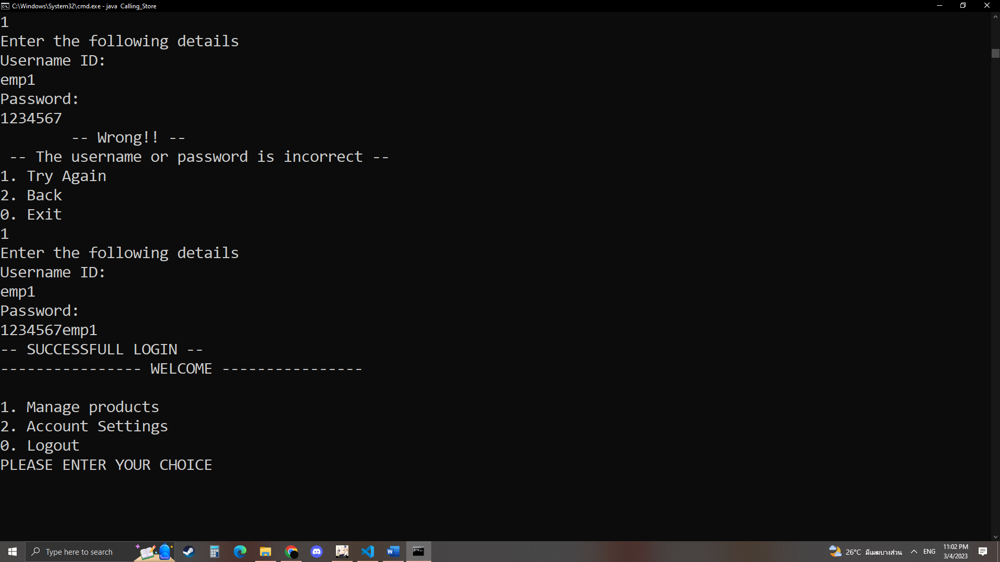 C:\Windows\System32\cmd.exe - java  Calling_Store
1
Enter the following details
Username ID:
emp1
Password:
1234567
-- Wrong!! --
-- The username or password is incorrect --
1. Try Again
2. Back
0. Exit
1
Enter the following details
Username ID:
emp1
Password:
1234567emp1
-- SUCCESSFULL LOGIN --
---------------- WELCOME ----------------
1. Manage products
2. Account Settings
0. Logout
PLEASE ENTER YOUR CHOICE
Type here to search
26°C มีเมฆบางส่วน
ENG
11:02 PM
3/4/2023